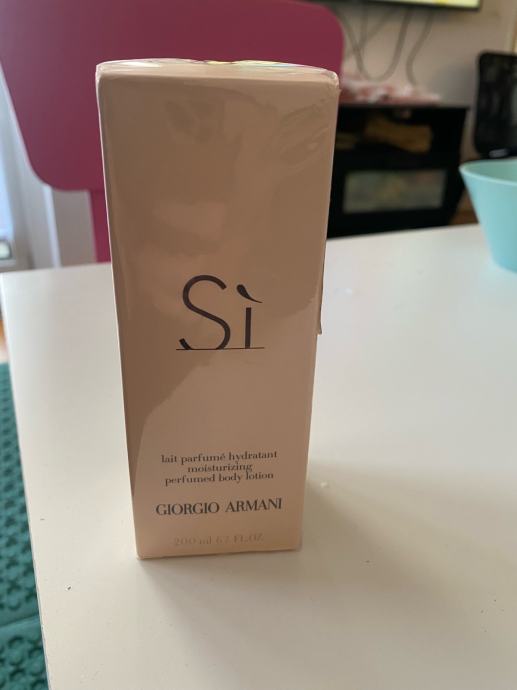 Sì
lait parfumé hydratant
moisturizing
perfumed body lotion
GIORGIO ARMANI
200 ml 6.7 FL.OZ